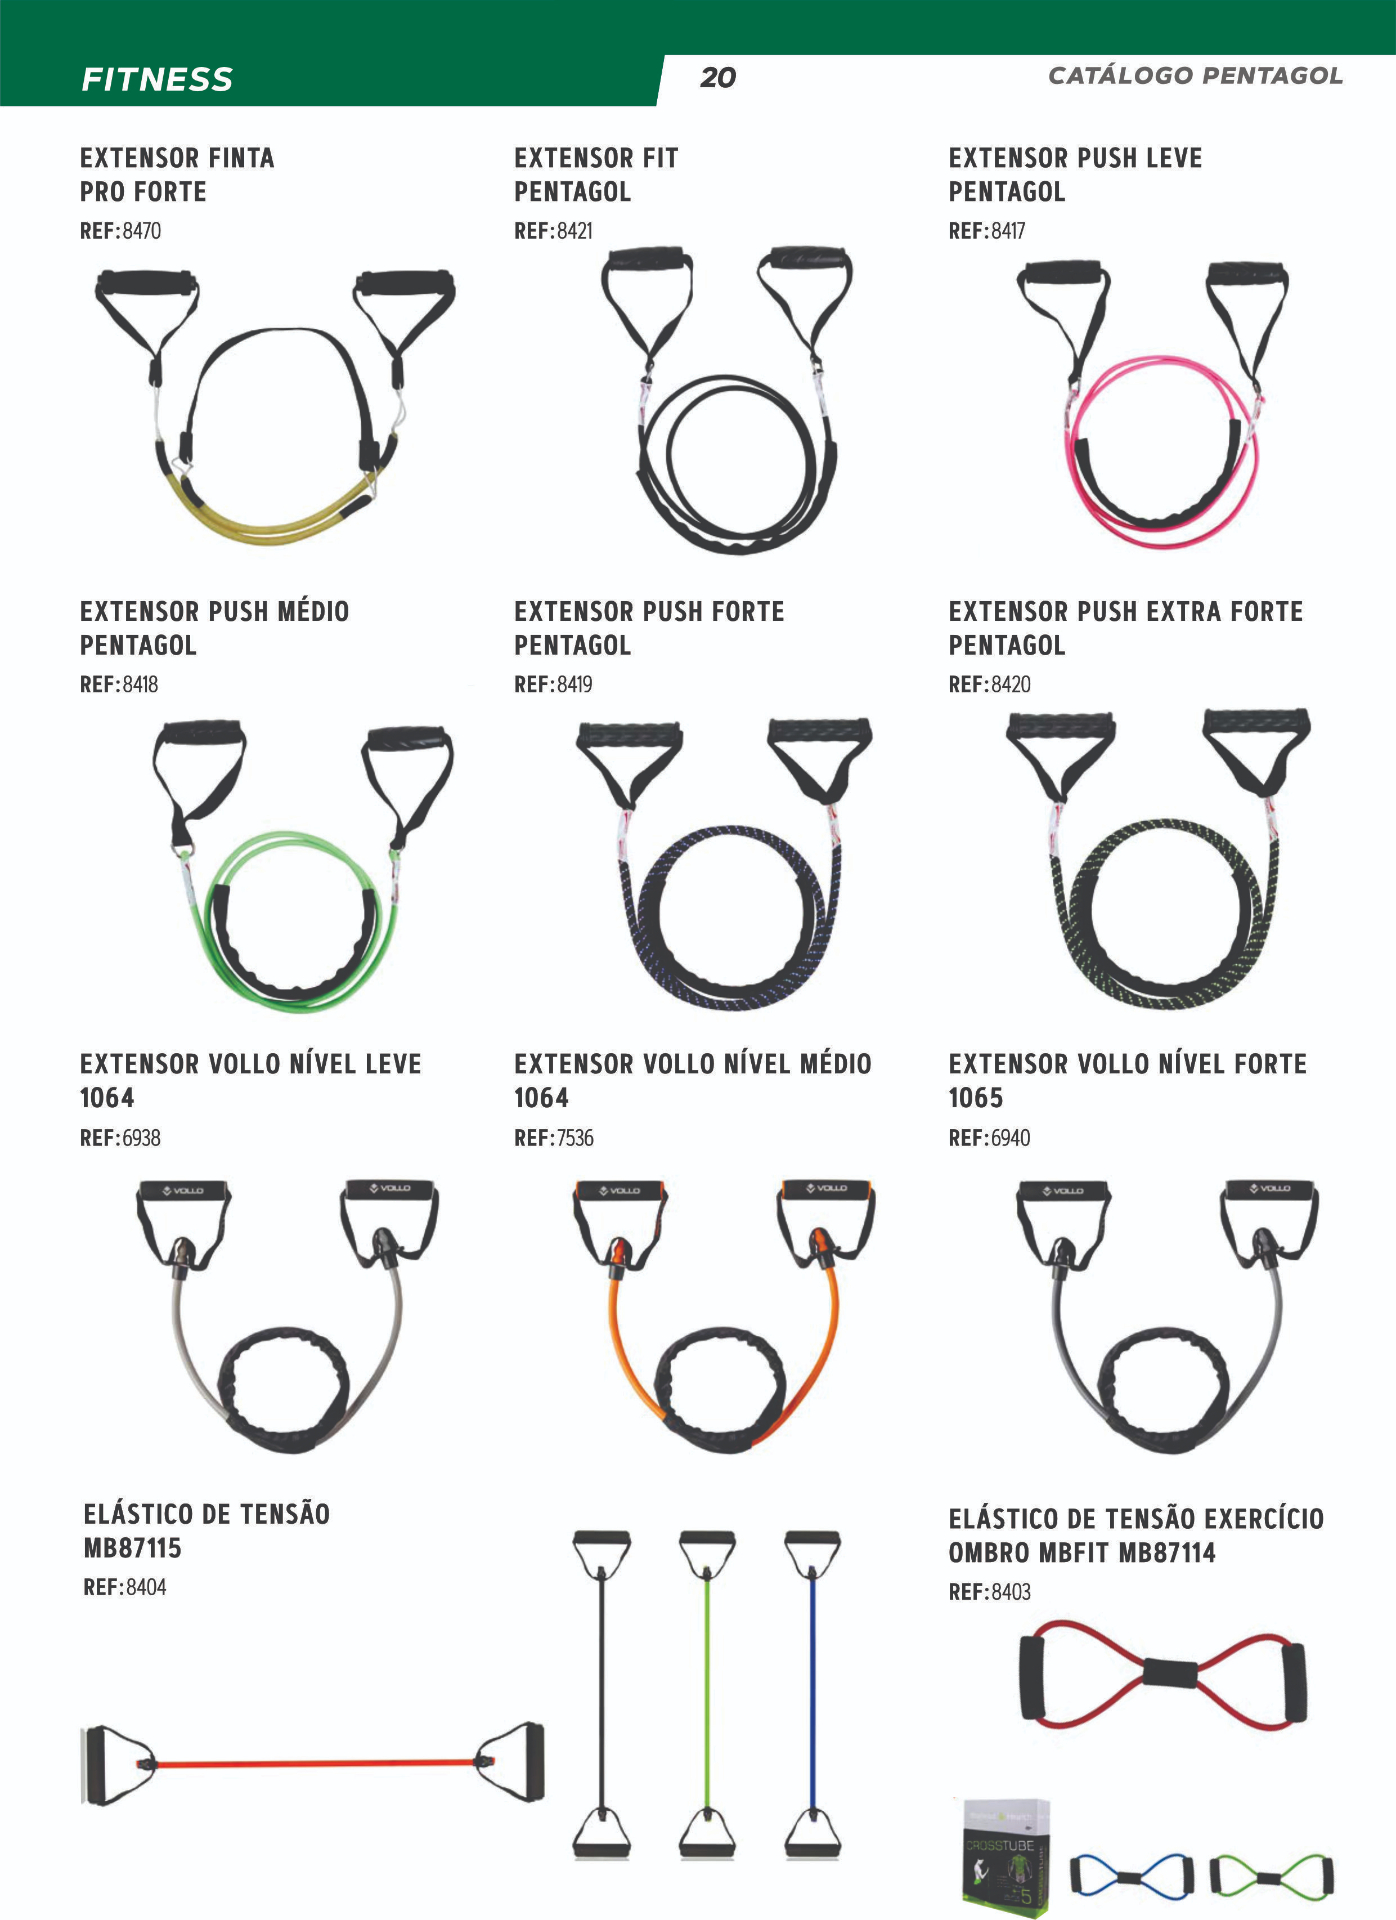 FITNESS
20
CATÁLOGO PENTAGOL
EXTENSOR FINTA
PRO FORTE
REF:8470
EXTENSOR FIT
PENTAGOL
REF:8421
EXTENSOR PUSH LEVE
PENTAGOL
REF:8417
EXTENSOR PUSH MÉDIO
PENTAGOL
REF:8418
EXTENSOR PUSH FORTE
PENTAGOL
REF:8419
EXTENSOR PUSH EXTRA FORTE
PENTAGOL
REF:8420
EXTENSOR VOLLO NÍVEL LEVE
1064
REF:6938
VOLLO
VOLLO
EXTENSOR VOLLO NÍVEL MÉDIO
1064
REF:7536
VOLLO
VOLLO
EXTENSOR VOLLO NÍVEL FORTE
1065
REF:6940
VOLLO
VOLLO
ELÁSTICO DE TENSÃO
MB87115
REF:8404
ELÁSTICO DE TENSÃO EXERCÍCIO
OMBRO MBFIT MB87114
REF:8403
CROSSTUBE
5